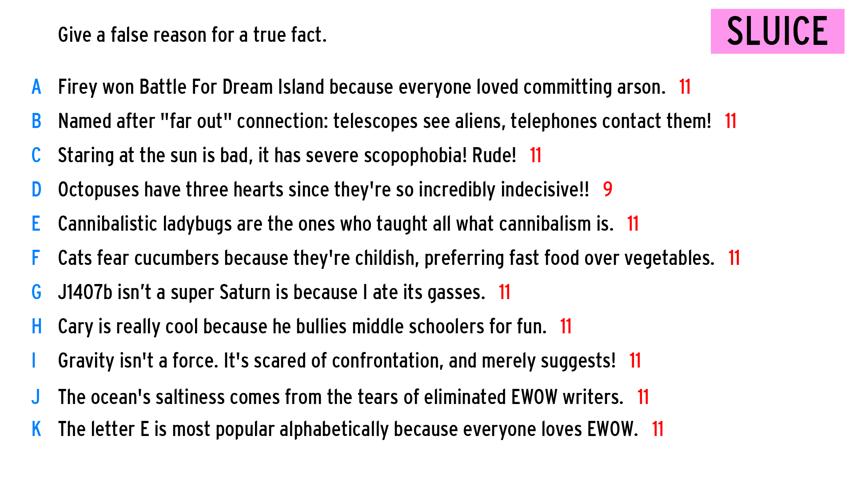 Give a false reason for a true fact.
SLUICE
A Firey won Battle For Dream Island because everyone loved committing arson. 11
B Named after "far out" connection: telescopes see aliens, telephones contact them! 11
C Staring at the sun is bad, it has severe scopophobia! Rude! 11
D Octopuses have three hearts since they're so incredibly indecisive!! 9
E Cannibalistic ladybugs are the ones who taught all what cannibalism is. 11
F Cats fear cucumbers because they're childish, preferring fast food over vegetables. 11
G J1407b isn’t a super Saturn is because I ate its gasses. 11
H Cary is really cool because he bullies middle schoolers for fun. 11
I Gravity isn't a force. It's scared of confrontation, and merely suggests! 11
J The ocean's saltiness comes from the tears of eliminated EWOW writers. 11
K The letter E is most popular alphabetically because everyone loves EWOW. 11